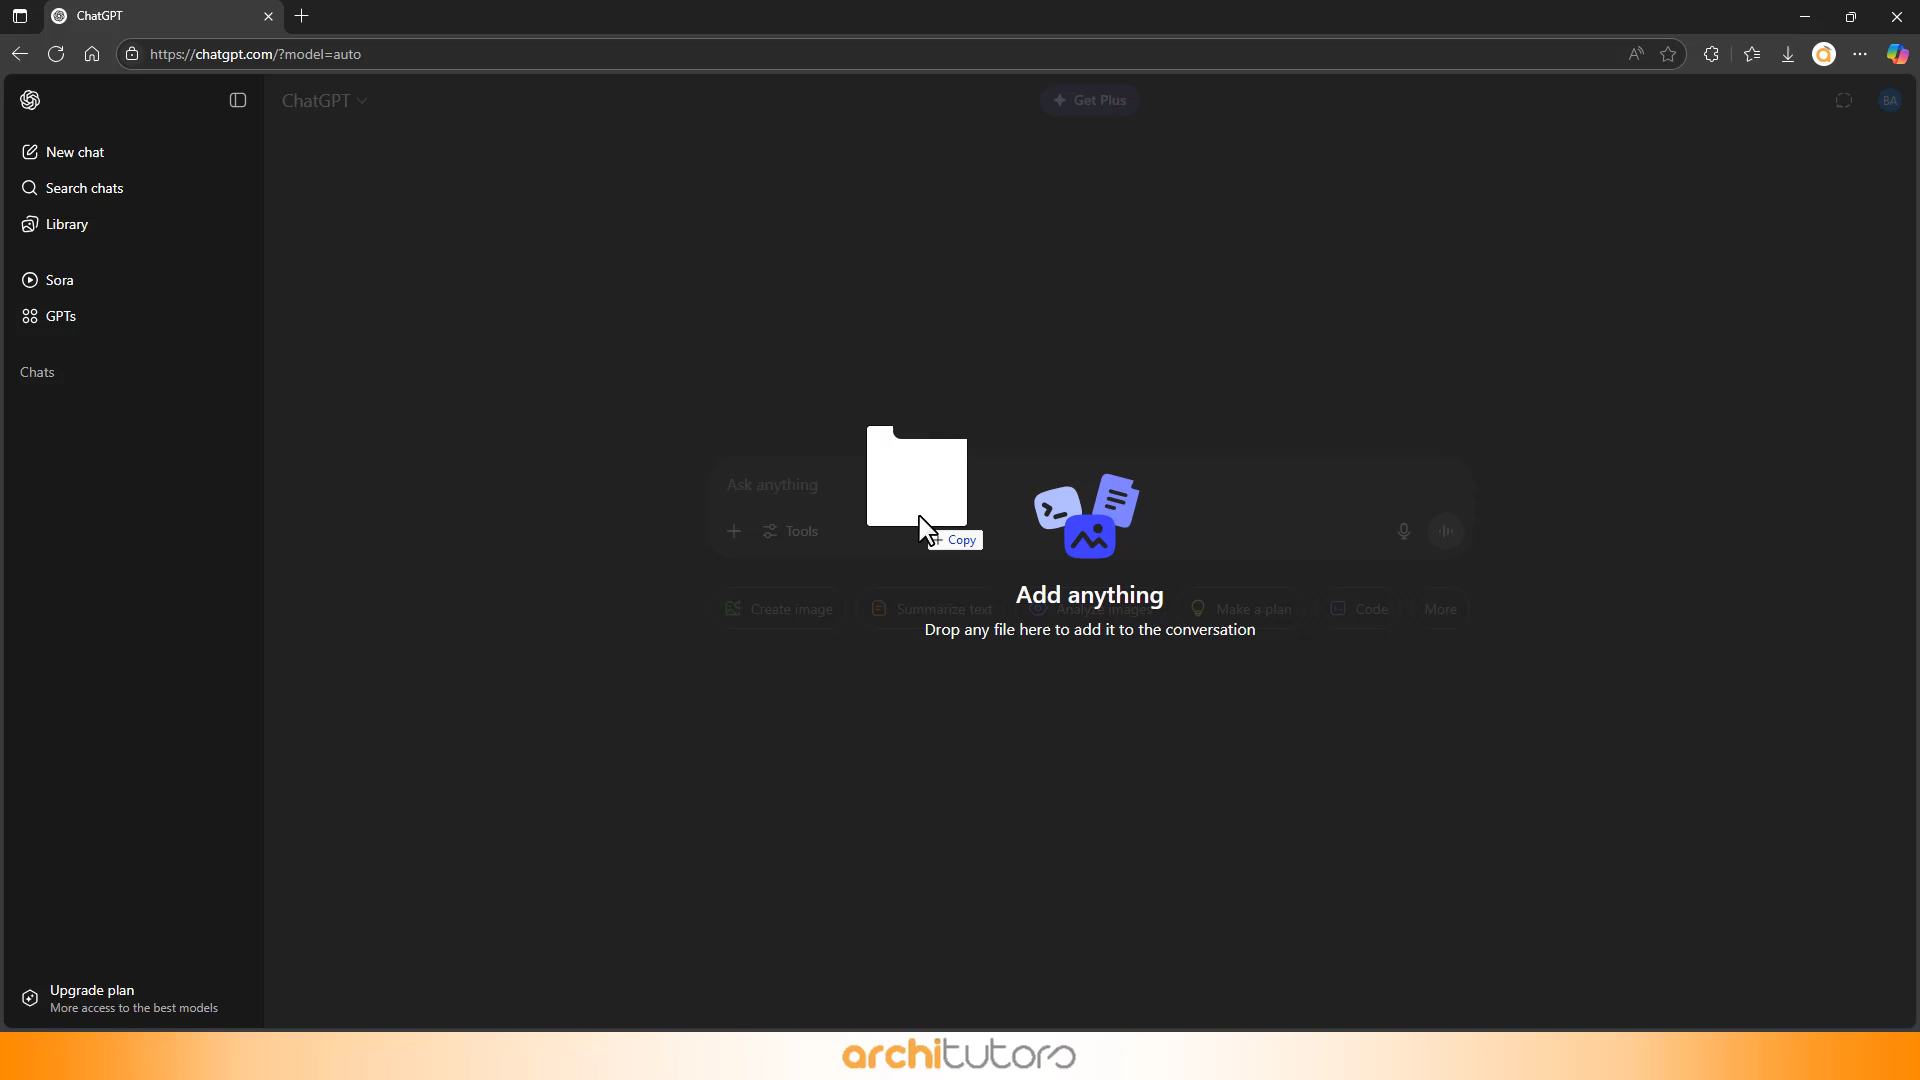 ChatGPT
https://chatgpt.com/?model=auto
ChatGPT
Get Plus
BA
New chat
Search chats
Library
Sora
GPTs
Chats
Ask anything
Tools
Copy
Add anything
Create image
Summarize text
Analyze images
Make a plan
Code
More
Drop any file here to add it to the conversation
Upgrade plan
More access to the best models
architutors